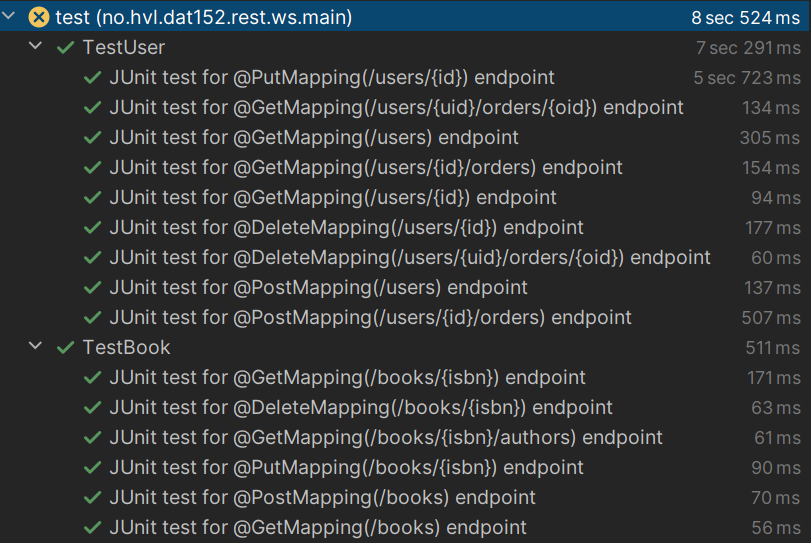 test (no.hvl.dat152.rest.ws.main) 8 sec 524 ms
TestUser 7 sec 291 ms
JUnit test for @PutMapping(/users/{id}) endpoint 5 sec 723 ms
JUnit test for @GetMapping(/users/{uid}/orders/{oid}) endpoint 134 ms
JUnit test for @GetMapping(/users) endpoint 305 ms
JUnit test for @GetMapping(/users/{id}/orders) endpoint 154 ms
JUnit test for @GetMapping(/users/{id}) endpoint 94 ms
JUnit test for @DeleteMapping(/users/{id}) endpoint 177 ms
JUnit test for @DeleteMapping(/users/{uid}/orders/{oid}) endpoint 60 ms
JUnit test for @PostMapping(/users) endpoint 137 ms
JUnit test for @PostMapping(/users/{id}/orders) endpoint 507 ms
TestBook 511 ms
JUnit test for @GetMapping(/books/{isbn}) endpoint 171 ms
JUnit test for @DeleteMapping(/books/{isbn}) endpoint 63 ms
JUnit test for @GetMapping(/books/{isbn}/authors) endpoint 61 ms
JUnit test for @PutMapping(/books/{isbn}) endpoint 90 ms
JUnit test for @PostMapping(/books) endpoint 70 ms
JUnit test for @GetMapping(/books) endpoint 56 ms